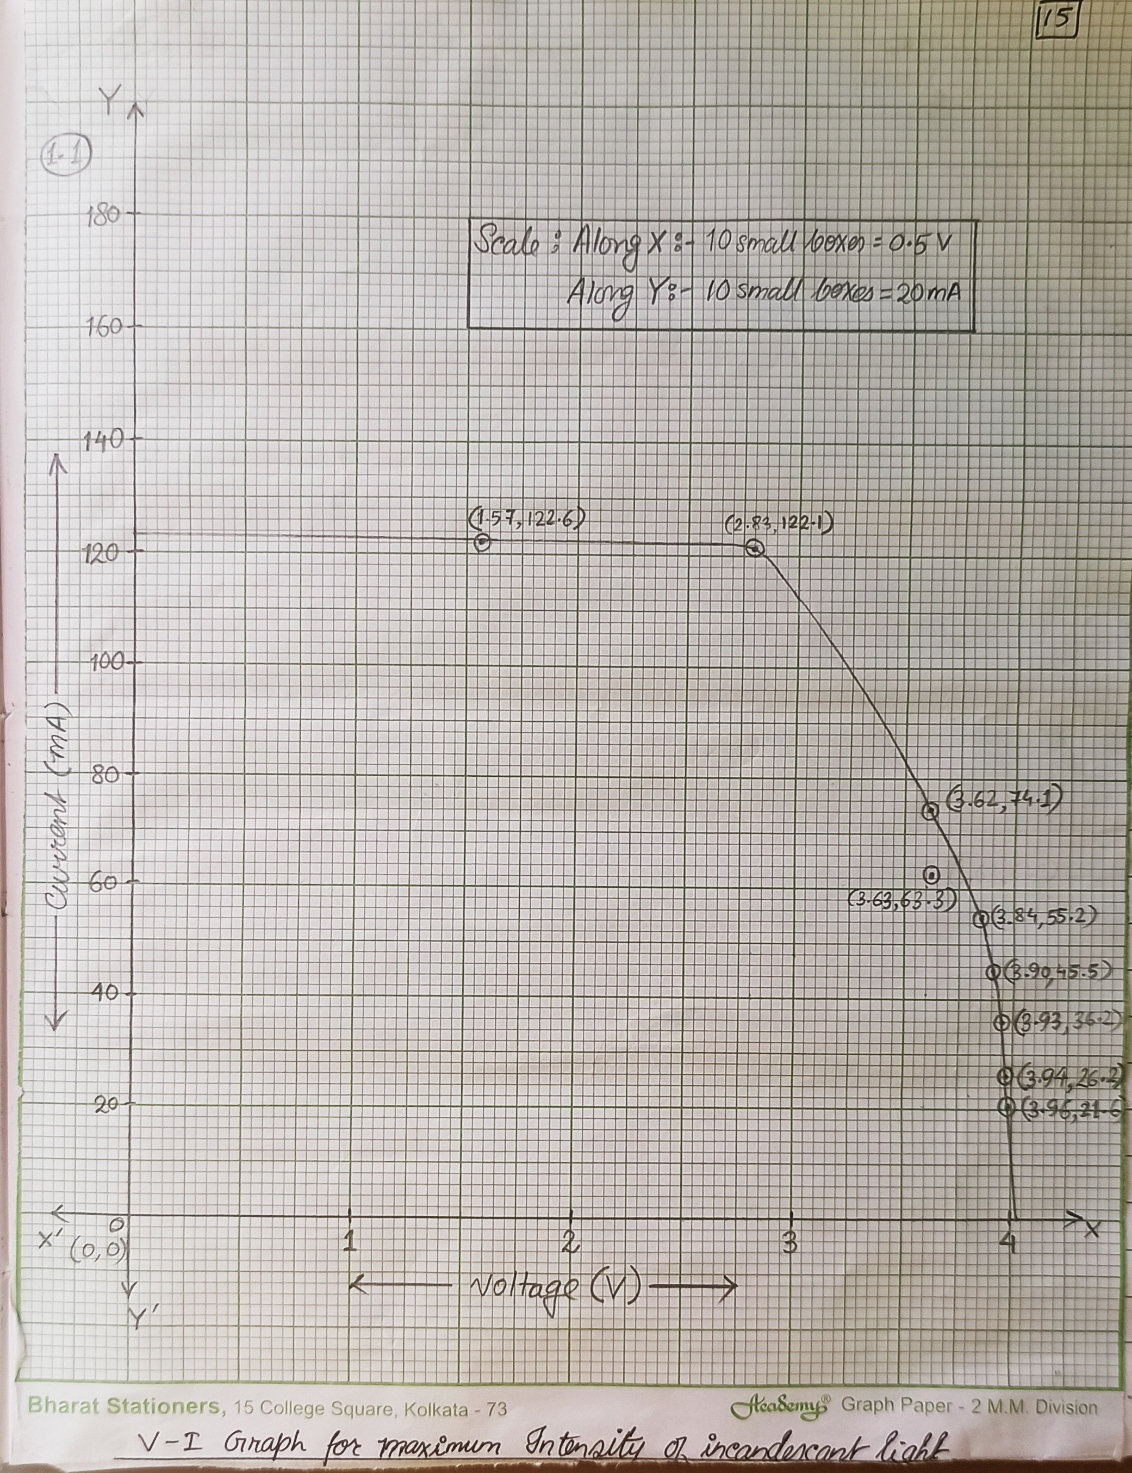 15
Y
1.1
180
Scale : Along X :- 10 small boxes = 0.5 V
Along Y :- 10 small boxes = 20 mA
160
140
(1.57, 122.6)
(2.83, 122.1)
120
100
80
(3.62, 74.1)
60
(3.63, 63.3)
(3.84, 55.2)
(3.90, 45.5)
40
(3.93, 36.2)
(3.94, 26.2)
20
(3.96, 21.6)
Current (mA)
X'
O
(0,0)
1
2
3
4
X
Voltage (V)
Y'
Bharat Stationers, 15 College Square, Kolkata - 73
Academy® Graph Paper - 2 M.M. Division
V-I Graph for maximum Intensity of incandescant light